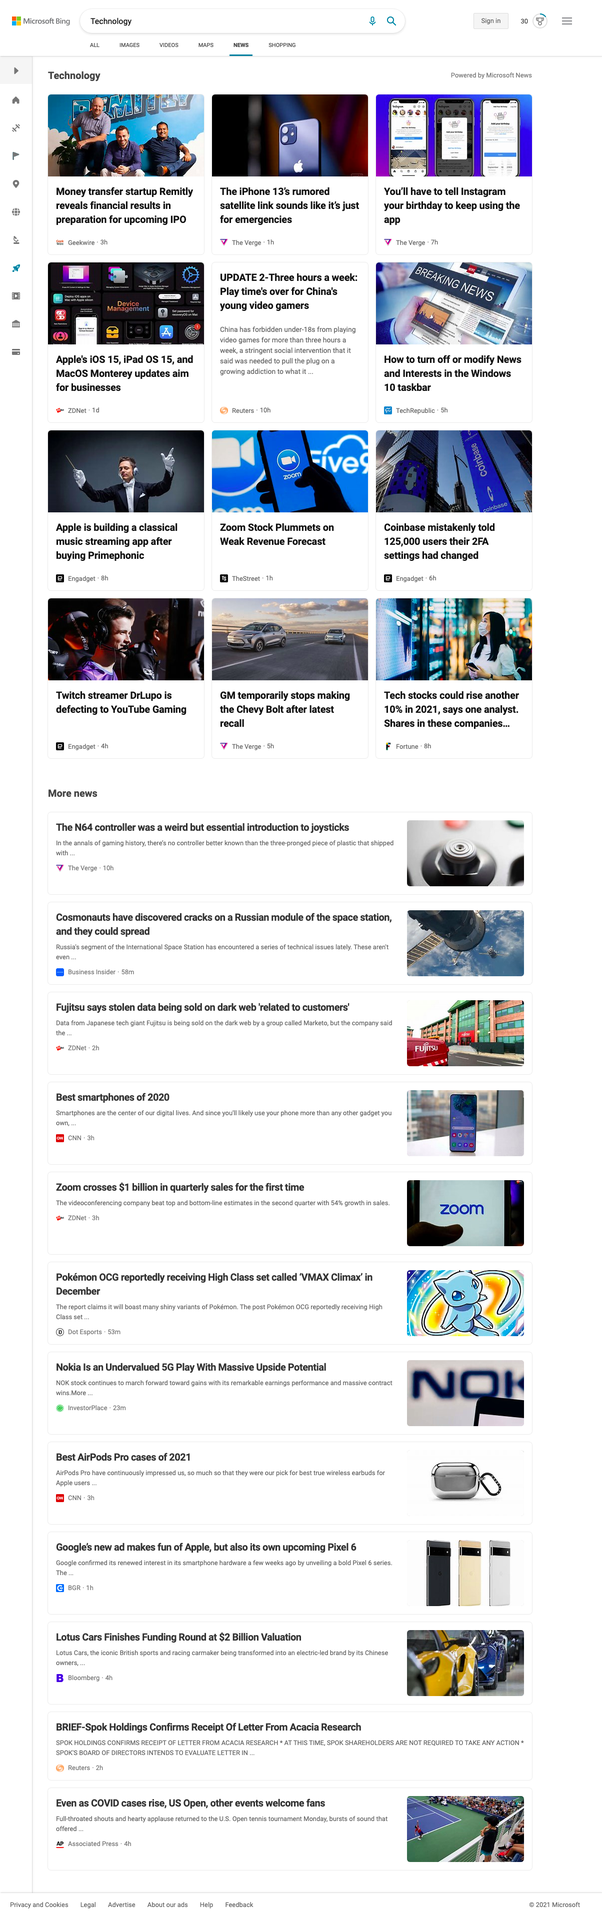 Microsoft Bing
Technology
Sign in
30
ALL IMAGES VIDEOS MAPS NEWS SHOPPING
Technology
Powered by Microsoft News
Money transfer startup Remitly
reveals financial results in
preparation for upcoming IPO
Geekwire · 3h
The iPhone 13's rumored
satellite link sounds like it's just
for emergencies
The Verge · 1h
You'll have to tell Instagram
your birthday to keep using the
app
The Verge · 7h
Device
Management
Apple's iOS 15, iPad OS 15, and
MacOS Monterey updates aim
for businesses
ZDNet · 1d
UPDATE 2-Three hours a week:
Play time's over for China's
young video gamers
China has forbidden under-18s from playing
video games for more than three hours a
week, a stringent social intervention that it
said was needed to pull the plug on a
growing addiction to what it ...
Reuters · 10h
BREAKING NEWS
How to turn off or modify News
and Interests in the Windows
10 taskbar
TechRepublic · 5h
Apple is building a classical
music streaming app after
buying Primephonic
Engadget · 8h
zoom
Zoom Stock Plummets on
Weak Revenue Forecast
TheStreet · 1h
coinbase
Coinbase mistakenly told
125,000 users their 2FA
settings had changed
Engadget · 6h
Twitch streamer DrLupo is
defecting to YouTube Gaming
Engadget · 4h
GM temporarily stops making
the Chevy Bolt after latest
recall
The Verge · 5h
Tech stocks could rise another
10% in 2021, says one analyst.
Shares in these companies...
Fortune · 8h
More news
The N64 controller was a weird but essential introduction to joysticks
In the annals of gaming history, there's no controller better known than the three-pronged piece of plastic that shipped
with ...
The Verge · 10h
Cosmonauts have discovered cracks on a Russian module of the space station,
and they could spread
Russia's segment of the International Space Station has encountered a series of technical issues lately. These aren't
even ...
Business Insider · 58m
Fujitsu says stolen data being sold on dark web 'related to customers'
Data from Japanese tech giant Fujitsu is being sold on the dark web by a group called Marketo, but the company said
the ...
ZDNet · 2h
FUJITSU
Best smartphones of 2020
Smartphones are the center of our digital lives. And since you'll likely use your phone more than any other gadget you
own, ...
CNN · 3h
Zoom crosses $1 billion in quarterly sales for the first time
The videoconferencing company beat top and bottom-line estimates in the second quarter with 54% growth in sales.
ZDNet · 3h
zoom
Pokémon OCG reportedly receiving High Class set called 'VMAX Climax' in
December
The report claims it will boast many shiny variants of Pokémon. The post Pokémon OCG reportedly receiving High
Class set ...
Dot Esports · 53m
Nokia Is an Undervalued 5G Play With Massive Upside Potential
NOK stock continues to march forward toward gains with its remarkable earnings performance and massive contract
wins.More ...
InvestorPlace · 23m
NOK
Best AirPods Pro cases of 2021
AirPods Pro have continuously impressed us, so much so that they were our pick for best true wireless earbuds for
Apple users ...
CNN · 3h
Google's new ad makes fun of Apple, but also its own upcoming Pixel 6
Google confirmed its renewed interest in its smartphone hardware a few weeks ago by unveiling a bold Pixel 6 series.
The ...
BGR · 1h
Lotus Cars Finishes Funding Round at $2 Billion Valuation
Lotus Cars, the iconic British sports and racing carmaker being transformed into an electric-led brand by its Chinese
owners, ...
Bloomberg · 4h
BRIEF-Spok Holdings Confirms Receipt Of Letter From Acacia Research
SPOK HOLDINGS CONFIRMS RECEIPT OF LETTER FROM ACACIA RESEARCH * AT THIS TIME, SPOK SHAREHOLDERS ARE NOT REQUIRED TO TAKE ANY ACTION *
SPOK'S BOARD OF DIRECTORS INTENDS TO EVALUATE LETTER IN ...
Reuters · 2h
Even as COVID cases rise, US Open, other events welcome fans
Full-throated shouts and hearty applause returned to the U.S. Open tennis tournament Monday, bursts of sound that
offered ...
Associated Press · 4h
Privacy and Cookies Legal Advertise About our ads Help Feedback
© 2021 Microsoft